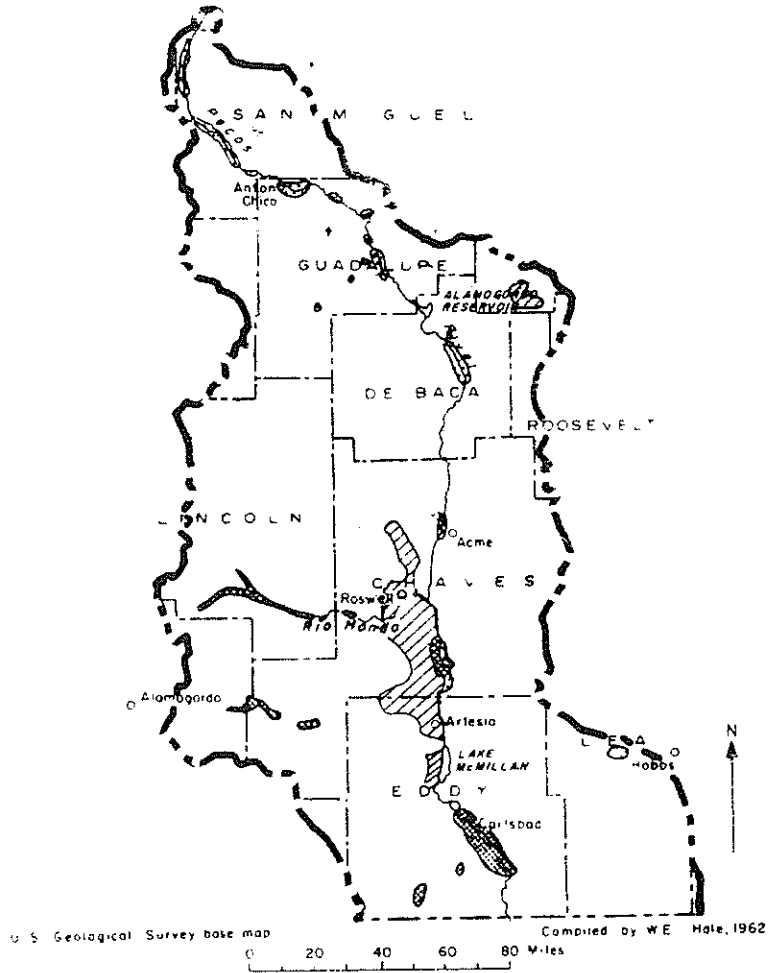 SAN MIGUEL
PECOS
Anton
Chico
GUADALUPE
ALAMOGORDO
RESERVOIR
DE BACA
ROOSEVELT
LINCOLN
Acme
CHAVES
Roswell
Rio Hondo
Alamogordo
Artesia
LEA
Hobbs
N
LAKE
McMILLAN
EDDY
Carlsbad
U S Geological Survey base map
Compiled by W E Hale, 1962
0 20 40 60 80 Miles